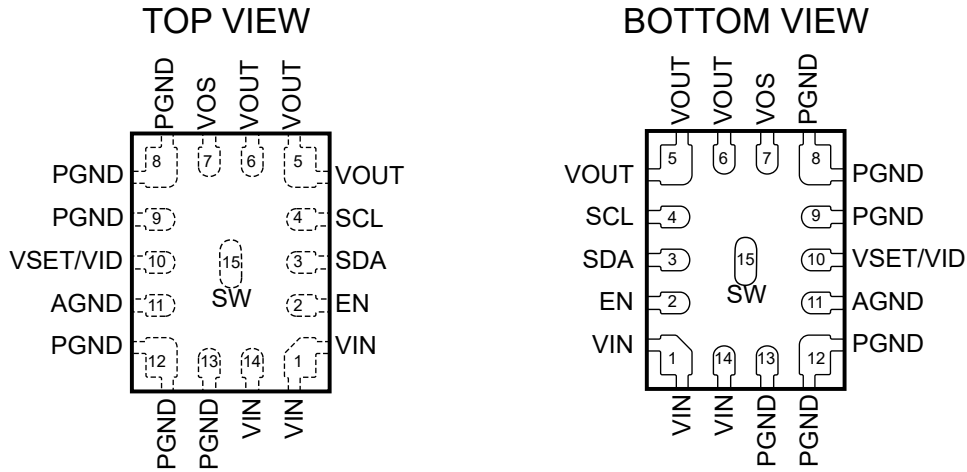 TOP VIEW
PGND
VOS
VOUT
VOUT
8
7
6
5
PGND
VOUT
PGND
9
4
SCL
VSET/VID
10
15
3
SDA
SW
AGND
11
2
EN
PGND
VIN
12
13
14
1
PGND
PGND
VIN
VIN
BOTTOM VIEW
VOUT
VOUT
VOS
PGND
5
6
7
8
VOUT
PGND
SCL
4
9
PGND
SDA
3
15
10
VSET/VID
SW
EN
2
11
AGND
VIN
PGND
1
14
13
12
VIN
VIN
PGND
PGND